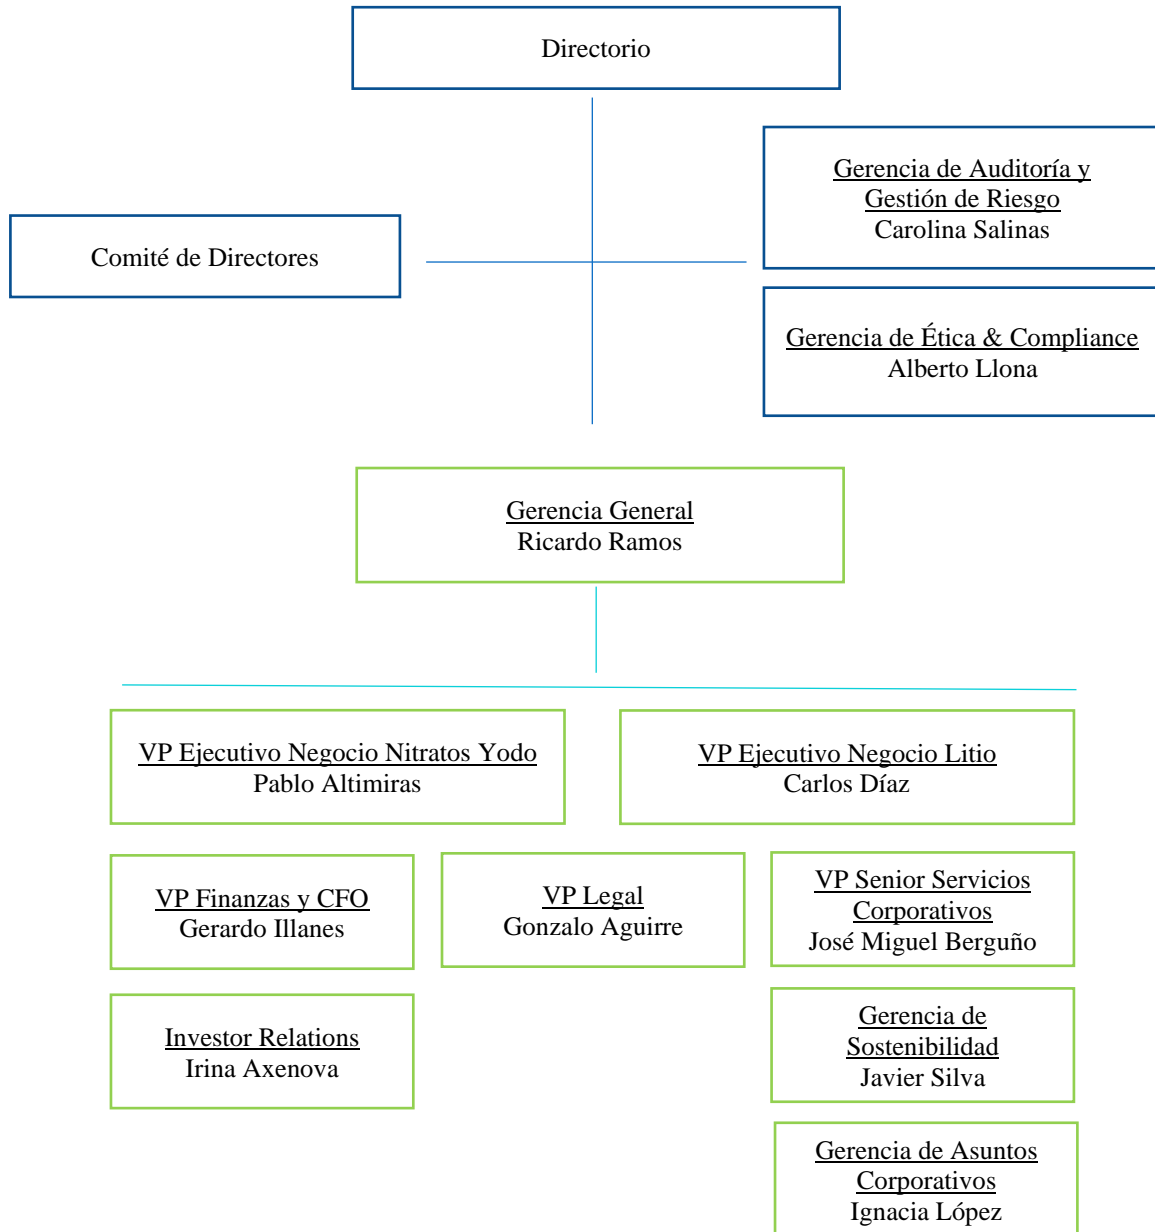 Directorio
Gerencia de Auditoría y
Gestión de Riesgo
Carolina Salinas
Comité de Directores
Gerencia de Ética & Compliance
Alberto Llona
Gerencia General
Ricardo Ramos
VP Ejecutivo Negocio Nitratos Yodo
Pablo Altimiras
VP Ejecutivo Negocio Litio
Carlos Díaz
VP Finanzas y CFO
Gerardo Illanes
VP Legal
Gonzalo Aguirre
VP Senior Servicios
Corporativos
José Miguel Berguño
Investor Relations
Irina Axenova
Gerencia de
Sostenibilidad
Javier Silva
Gerencia de Asuntos
Corporativos
Ignacia López